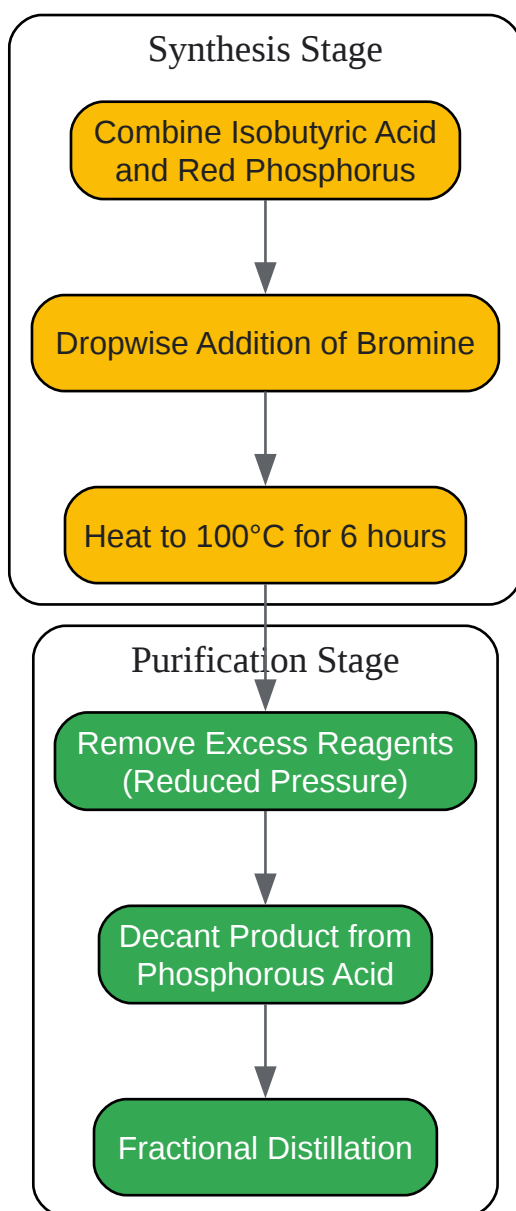 Synthesis Stage
Combine Isobutyric Acid
and Red Phosphorus
Dropwise Addition of Bromine
Heat to 100°C for 6 hours
Purification Stage
Remove Excess Reagents
(Reduced Pressure)
Decant Product from
Phosphorous Acid
Fractional Distillation